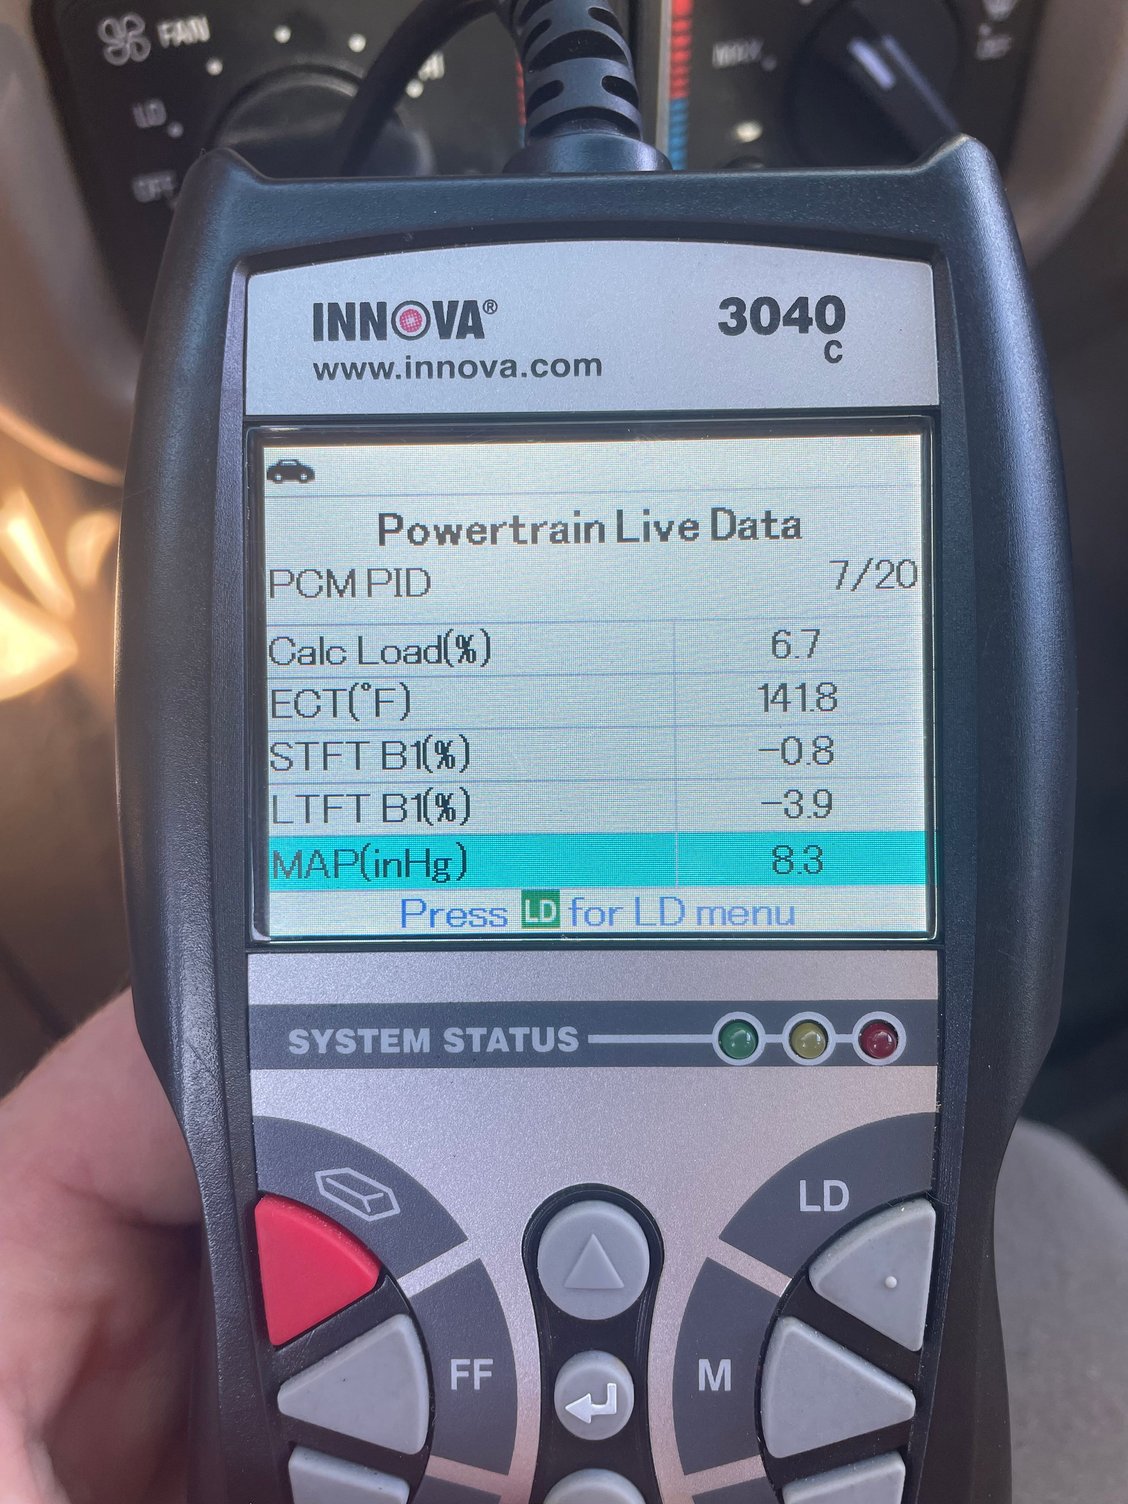 FAN
LO
OFF
INNOVA®
3040
C
www.innova.com
Powertrain Live Data
PCM PID 7/20
Calc Load(%) 6.7
ECT(°F) 141.8
STFT B1(%) -0.8
LTFT B1(%) -3.9
MAP(inHg) 8.3
Press LD for LD menu
SYSTEM STATUS
LD
FF
M